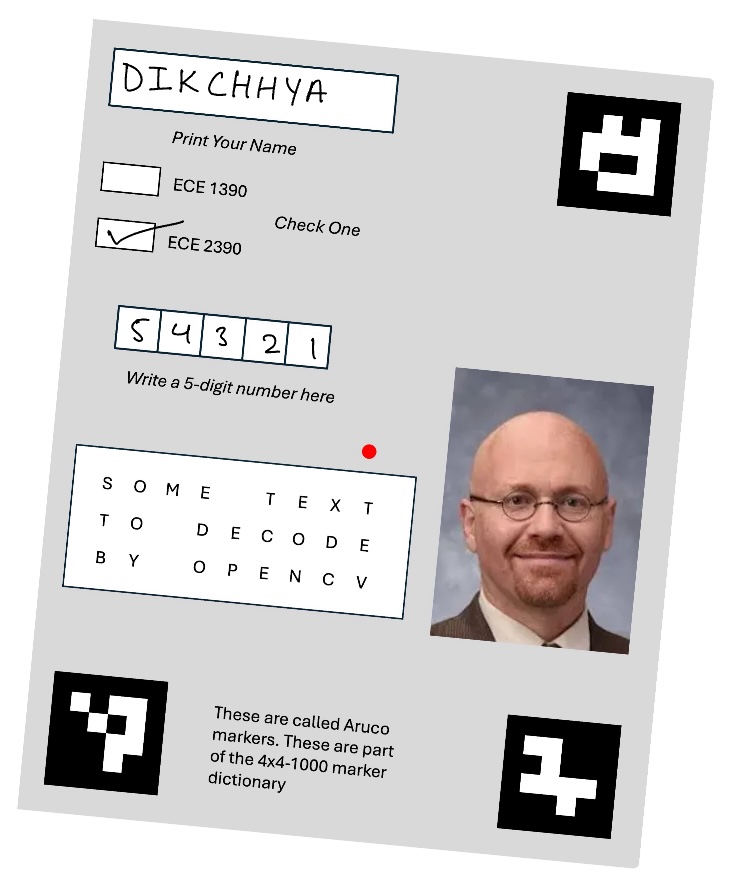 DIKCHHYA
Print Your Name
ECE 1390
Check One
ECE 2390
5 4 3 2 1
Write a 5-digit number here
SOME TEXT
TO DECODE
BY OPENCV
These are called Aruco
markers. These are part
of the 4x4-1000 marker
dictionary